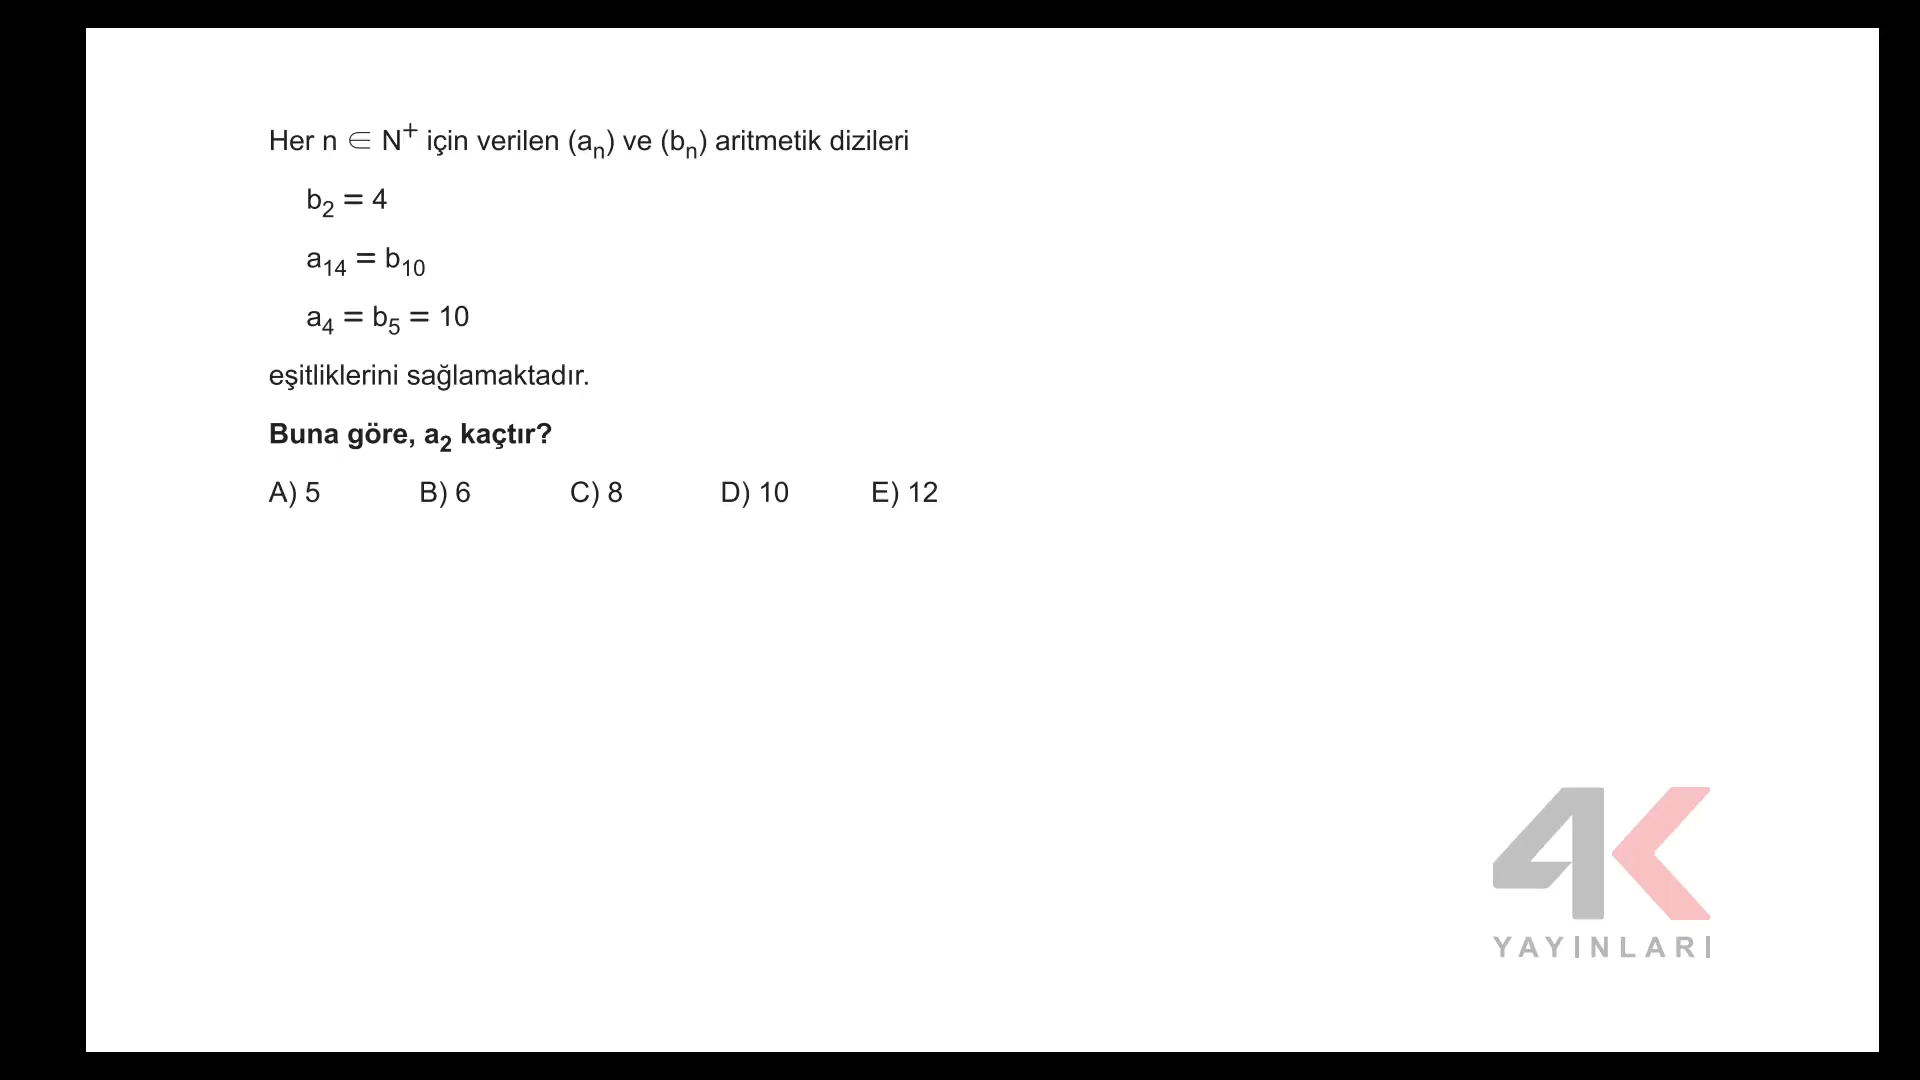 Her n ∈ N⁺ için verilen (aₙ) ve (bₙ) aritmetik dizileri
b₂ = 4
a₁₄ = b₁₀
a₄ = b₅ = 10
eşitliklerini sağlamaktadır.
Buna göre, a₂ kaçtır?
A) 5 B) 6 C) 8 D) 10 E) 12
4K
YAYINLARI